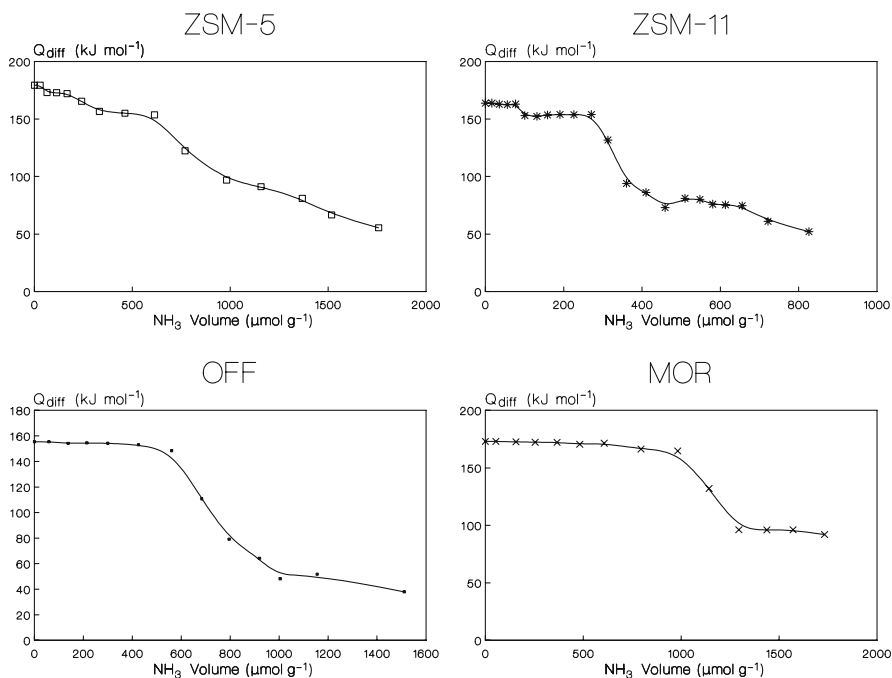 ZSM-5
Q_diff (kJ mol⁻¹)
200
150
100
50
0
0 500 1000 1500 2000
NH₃ Volume (μmol g⁻¹)
ZSM-11
Q_diff (kJ mol⁻¹)
200
150
100
50
0
0 200 400 600 800 1000
NH₃ Volume (μmol g⁻¹)
OFF
Q_diff (kJ mol⁻¹)
180
160
140
120
100
80
60
40
20
0
0 200 400 600 800 1000 1200 1400 1600
NH₃ Volume (μmol g⁻¹)
MOR
Q_diff (kJ mol⁻¹)
200
150
100
50
0
0 500 1000 1500 2000
NH₃ Volume (μmol g⁻¹)